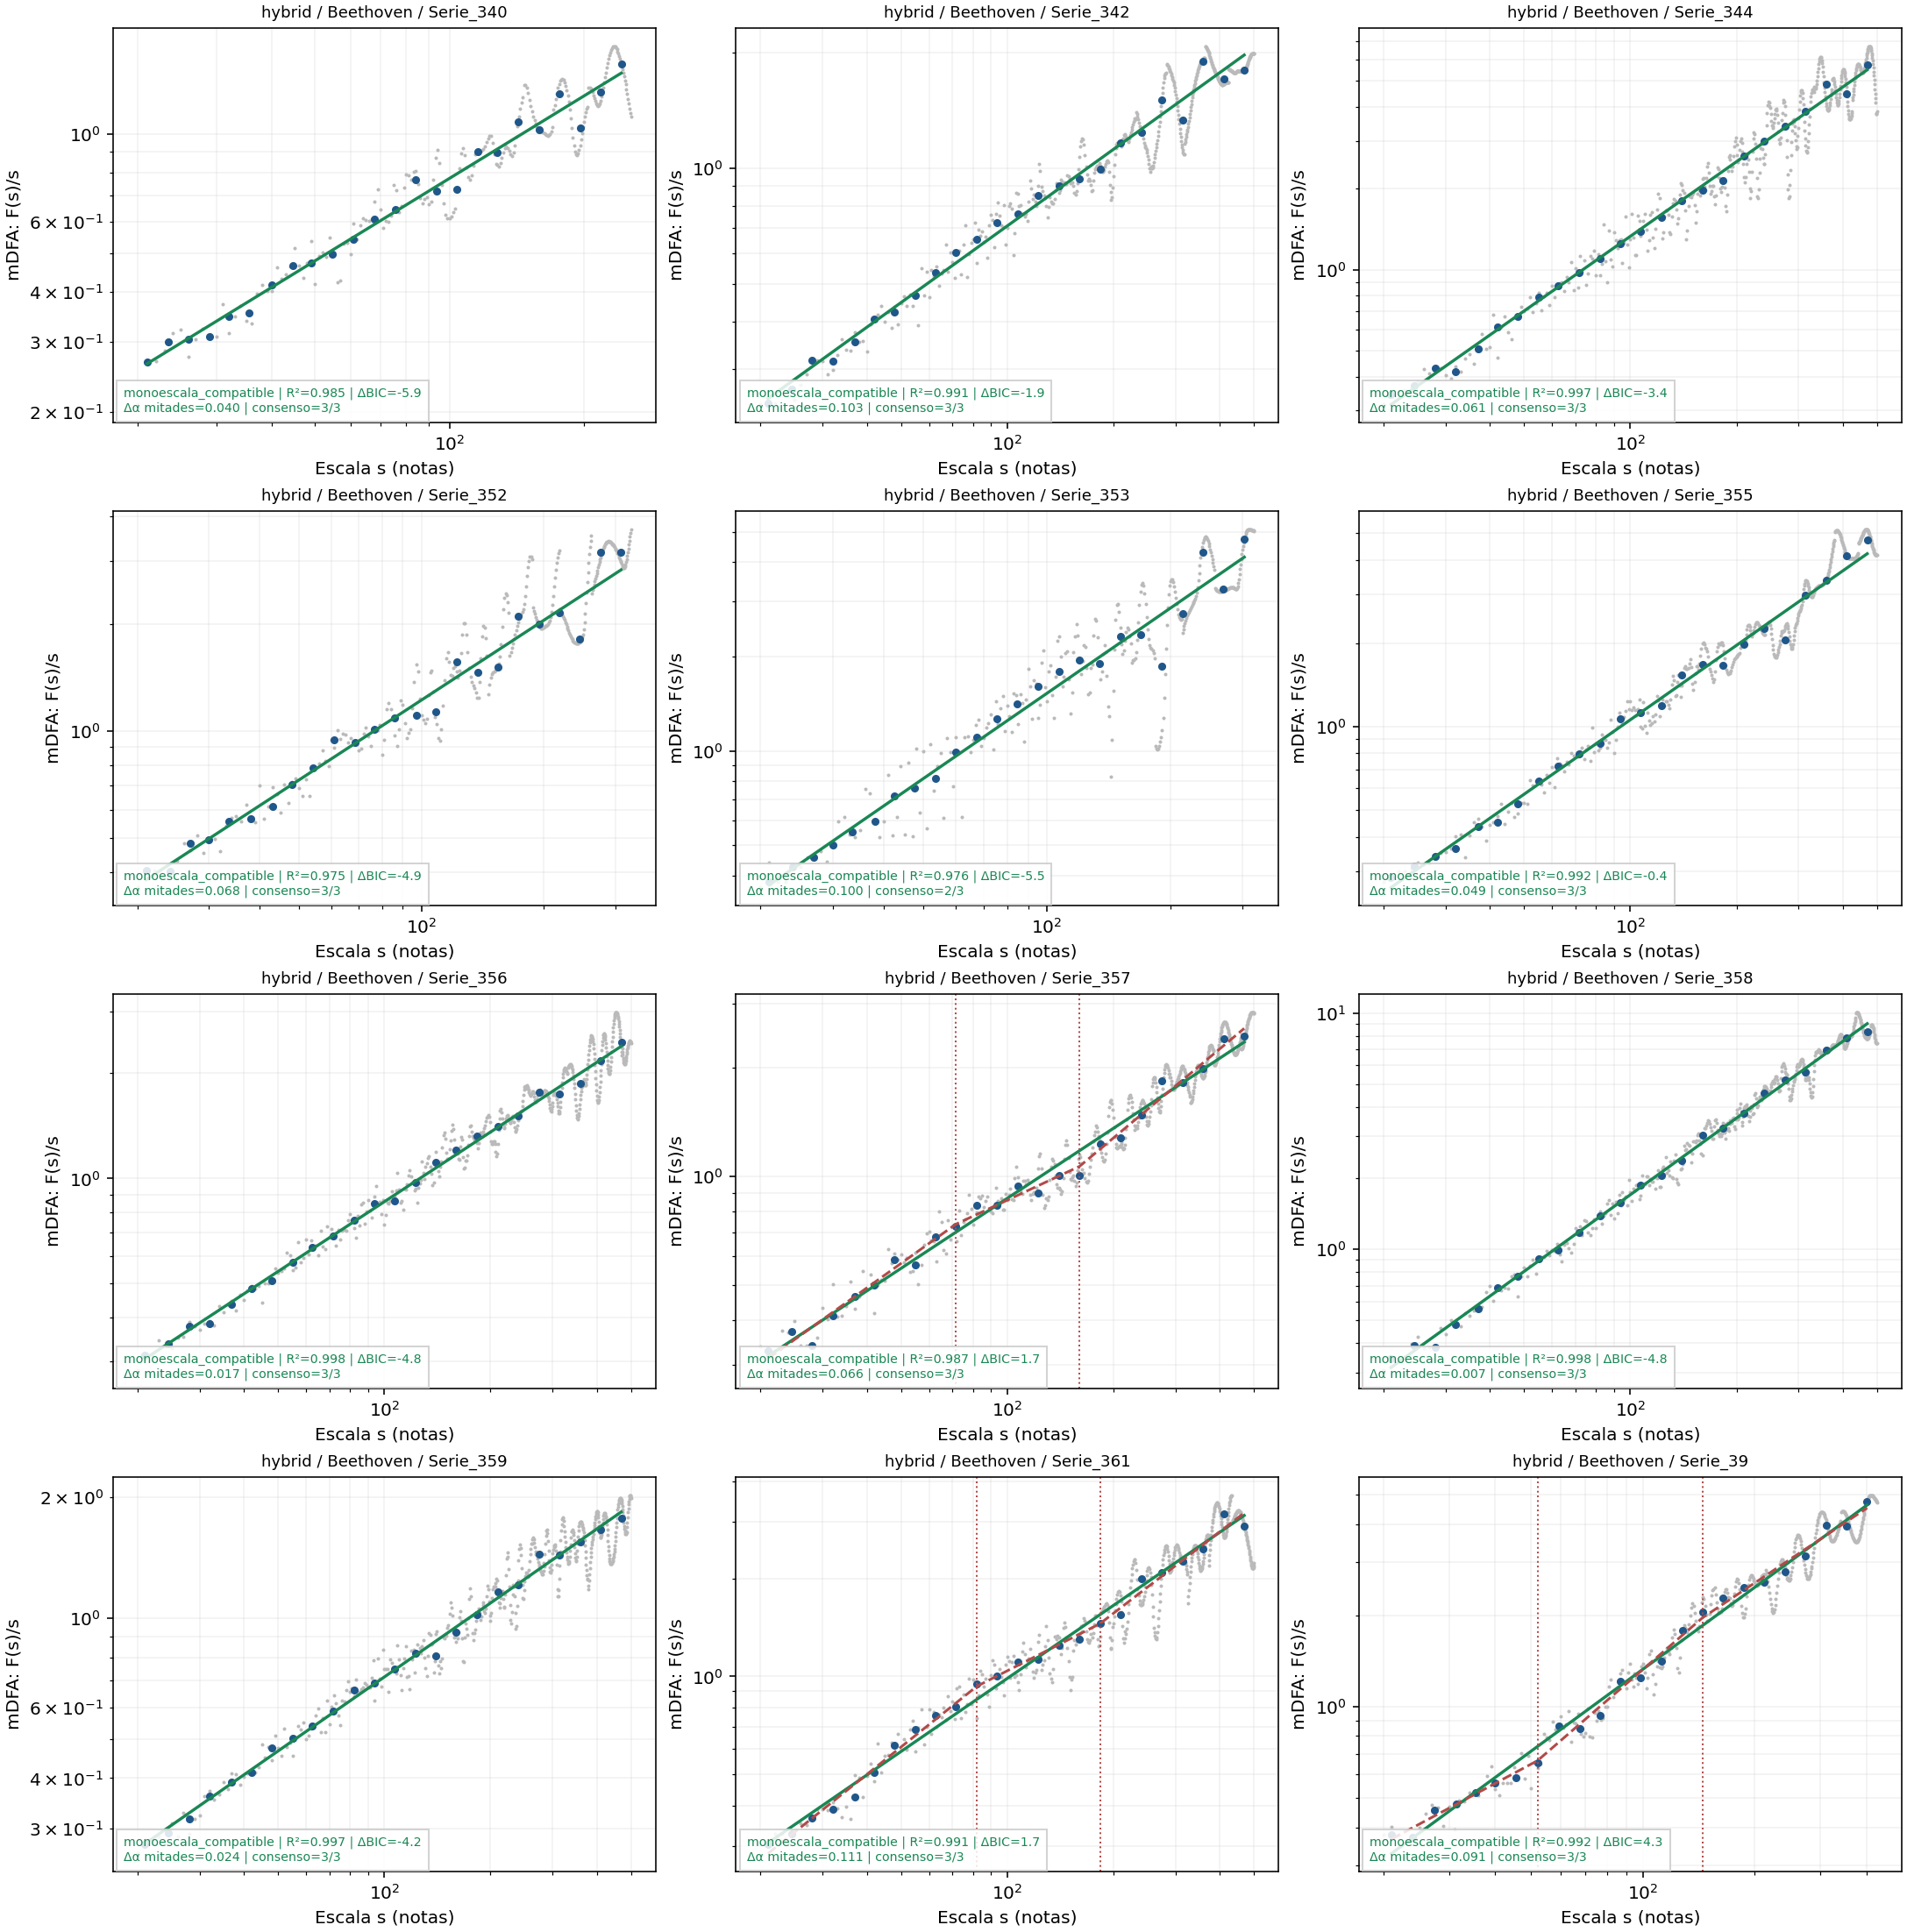 hybrid / Beethoven / Serie_340
mDFA: F(s)/s
10⁰
6 × 10⁻¹
4 × 10⁻¹
3 × 10⁻¹
2 × 10⁻¹
monoescala_compatible | R²=0.985 | ΔBIC=-5.9
Δα mitades=0.040 | consenso=3/3
10²
Escala s (notas)
hybrid / Beethoven / Serie_342
mDFA: F(s)/s
10⁰
monoescala_compatible | R²=0.991 | ΔBIC=-1.9
Δα mitades=0.103 | consenso=3/3
10²
Escala s (notas)
hybrid / Beethoven / Serie_344
mDFA: F(s)/s
10⁰
monoescala_compatible | R²=0.997 | ΔBIC=-3.4
Δα mitades=0.061 | consenso=3/3
10²
Escala s (notas)
hybrid / Beethoven / Serie_352
mDFA: F(s)/s
10⁰
monoescala_compatible | R²=0.975 | ΔBIC=-4.9
Δα mitades=0.068 | consenso=3/3
10²
Escala s (notas)
hybrid / Beethoven / Serie_353
mDFA: F(s)/s
10⁰
monoescala_compatible | R²=0.976 | ΔBIC=-5.5
Δα mitades=0.100 | consenso=2/3
10²
Escala s (notas)
hybrid / Beethoven / Serie_355
mDFA: F(s)/s
10⁰
monoescala_compatible | R²=0.992 | ΔBIC=-0.4
Δα mitades=0.049 | consenso=3/3
10²
Escala s (notas)
hybrid / Beethoven / Serie_356
mDFA: F(s)/s
10⁰
monoescala_compatible | R²=0.998 | ΔBIC=-4.8
Δα mitades=0.017 | consenso=3/3
10²
Escala s (notas)
hybrid / Beethoven / Serie_357
mDFA: F(s)/s
10⁰
monoescala_compatible | R²=0.987 | ΔBIC=1.7
Δα mitades=0.066 | consenso=3/3
10²
Escala s (notas)
hybrid / Beethoven / Serie_358
mDFA: F(s)/s
10¹
10⁰
monoescala_compatible | R²=0.998 | ΔBIC=-4.8
Δα mitades=0.007 | consenso=3/3
10²
Escala s (notas)
hybrid / Beethoven / Serie_359
mDFA: F(s)/s
2 × 10⁰
10⁰
6 × 10⁻¹
4 × 10⁻¹
3 × 10⁻¹
monoescala_compatible | R²=0.997 | ΔBIC=-4.2
Δα mitades=0.024 | consenso=3/3
10²
Escala s (notas)
hybrid / Beethoven / Serie_361
mDFA: F(s)/s
10⁰
monoescala_compatible | R²=0.991 | ΔBIC=1.7
Δα mitades=0.111 | consenso=3/3
10²
Escala s (notas)
hybrid / Beethoven / Serie_39
mDFA: F(s)/s
10⁰
monoescala_compatible | R²=0.992 | ΔBIC=4.3
Δα mitades=0.091 | consenso=3/3
10²
Escala s (notas)